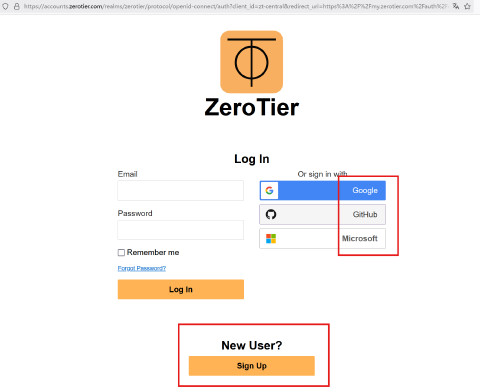 https://accounts.zerotier.com/realms/zerotier/protocol/openid-connect/auth?client_id=zt-central&redirect_uri=https%3A%2F%2Fmy.zerotier.com%2Fauth%2F
ZeroTier
Log In
Email
Or sign in with
Google
Password
GitHub
Microsoft
Remember me
Forgot Password?
Log In
New User?
Sign Up